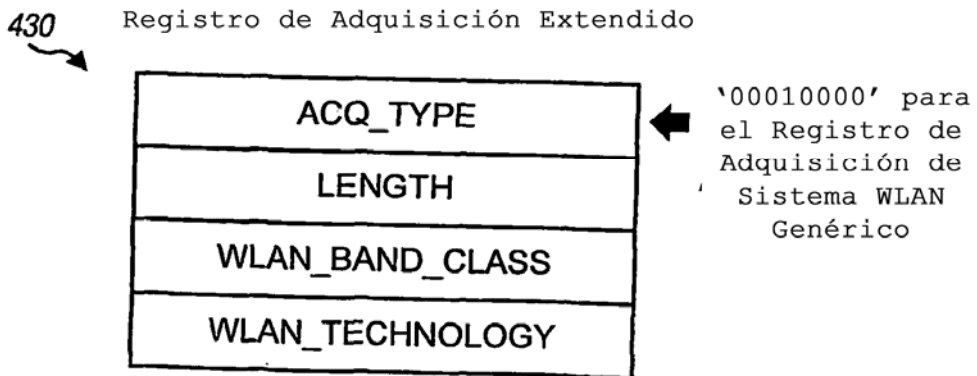 430
Registro de Adquisición Extendido
ACQ_TYPE
LENGTH
WLAN_BAND_CLASS
WLAN_TECHNOLOGY
'00010000' para
el Registro de
Adquisición de
Sistema WLAN
Genérico